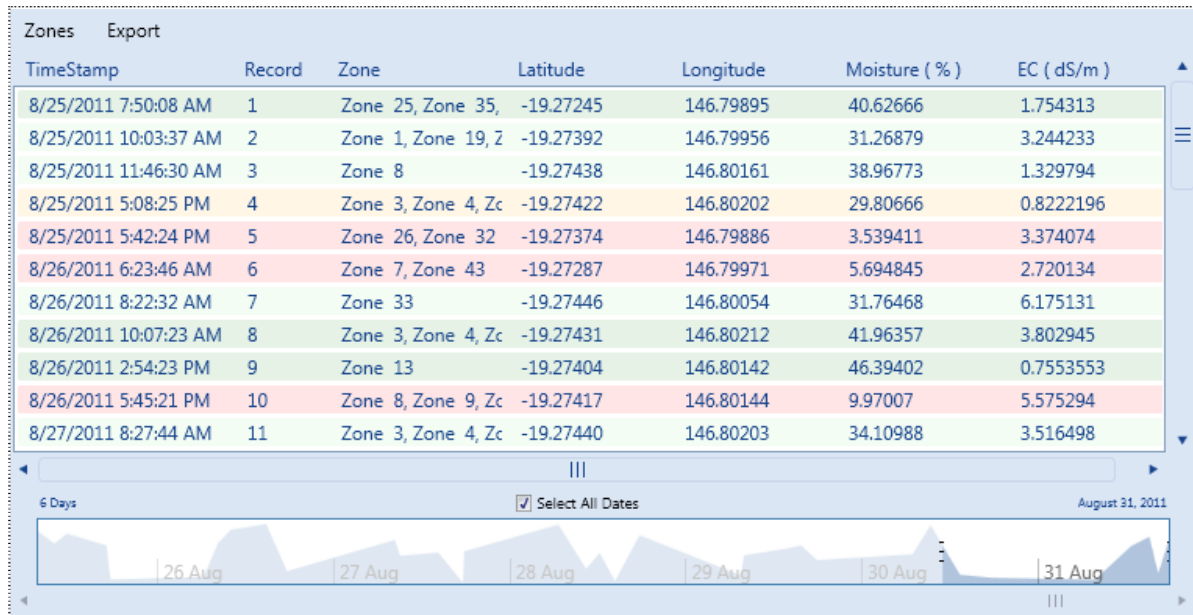 Zones Export
TimeStamp Record Zone Latitude Longitude Moisture ( % ) EC ( dS/m )
8/25/2011 7:50:08 AM 1 Zone 25, Zone 35, -19.27245 146.79895 40.62666 1.754313
8/25/2011 10:03:37 AM 2 Zone 1, Zone 19, Z -19.27392 146.79956 31.26879 3.244233
8/25/2011 11:46:30 AM 3 Zone 8 -19.27438 146.80161 38.96773 1.329794
8/25/2011 5:08:25 PM 4 Zone 3, Zone 4, Zc -19.27422 146.80202 29.80666 0.8222196
8/25/2011 5:42:24 PM 5 Zone 26, Zone 32 -19.27374 146.79886 3.539411 3.374074
8/26/2011 6:23:46 AM 6 Zone 7, Zone 43 -19.27287 146.79971 5.694845 2.720134
8/26/2011 8:22:32 AM 7 Zone 33 -19.27446 146.80054 31.76468 6.175131
8/26/2011 10:07:23 AM 8 Zone 3, Zone 4, Zc -19.27431 146.80212 41.96357 3.802945
8/26/2011 2:54:23 PM 9 Zone 13 -19.27404 146.80142 46.39402 0.7553553
8/26/2011 5:45:21 PM 10 Zone 8, Zone 9, Zc -19.27417 146.80144 9.97007 5.575294
8/27/2011 8:27:44 AM 11 Zone 3, Zone 4, Zc -19.27440 146.80203 34.10988 3.516498
6 Days Select All Dates August 31, 2011
26 Aug 27 Aug 28 Aug 29 Aug 30 Aug 31 Aug